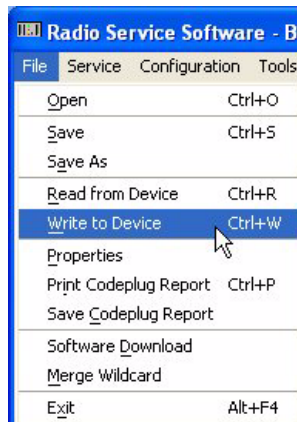 Radio Service Software - B
File Service Configuration Tools
Open Ctrl+O
Save Ctrl+S
Save As
Read from Device Ctrl+R
Write to Device Ctrl+W
Properties
Print Codeplug Report Ctrl+P
Save Codeplug Report
Software Download
Merge Wildcard
Exit Alt+F4